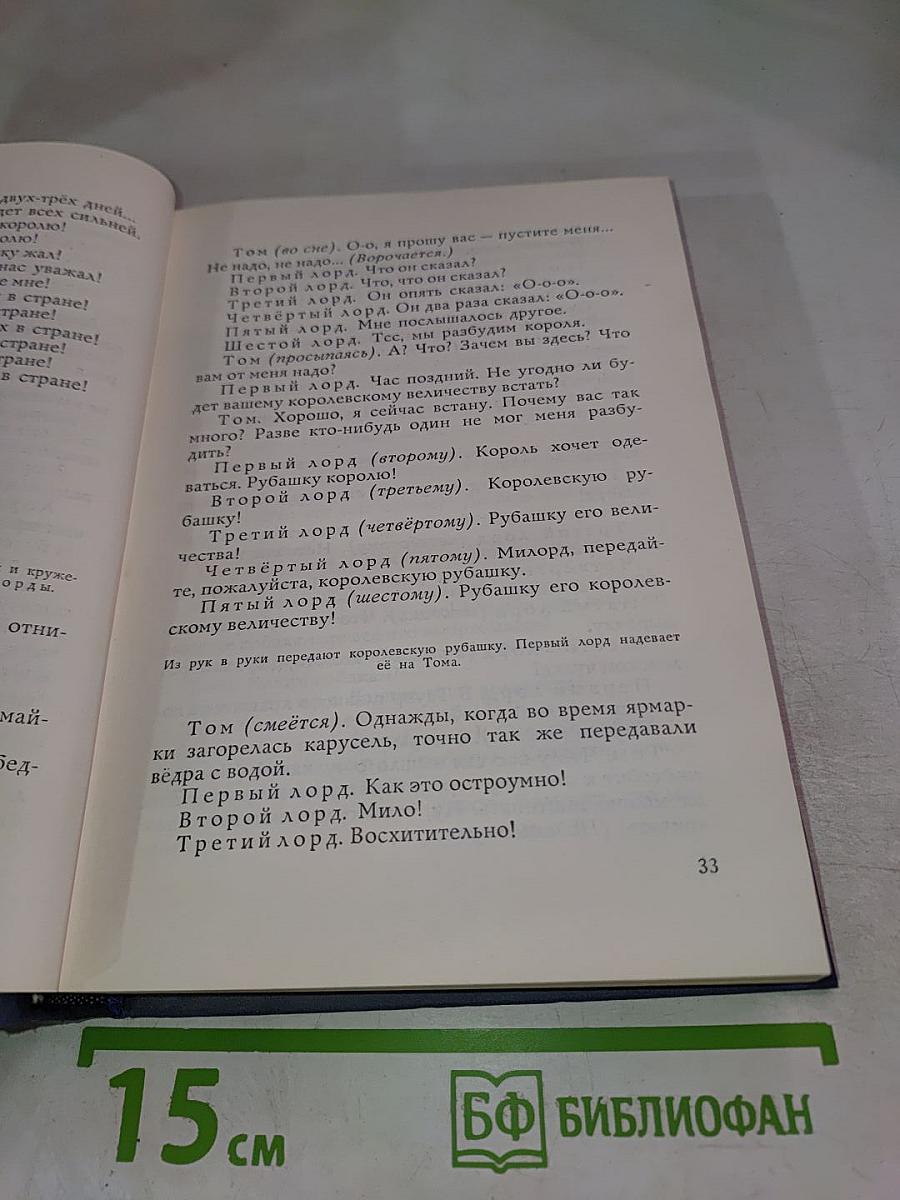 двух-трёх дней...
дет всех сильней,
королю!
олю!
ку жал!
нас уважал!
е мне!
в стране!
тране!
х в стране!
стране!
тране!
в стране!
и круже-
орды.
отни-
май-
бед-
Том (во сне). О-о, я прошу вас — пустите меня...
Не надо, не надо... (Ворочается.)
Первый лорд. Что он сказал?
Второй лорд. Что, что он сказал?
Третий лорд. Он опять сказал: «О-о-о».
Четвёртый лорд. Он два раза сказал: «О-о-о».
Пятый лорд. Мне послышалось другое.
Шестой лорд. Тсс, мы разбудим короля.
Том (просыпаясь). А? Что? Зачем вы здесь? Что
вам от меня надо?
Первый лорд. Час поздний. Не угодно ли бу-
дет вашему королевскому величеству встать?
Том. Хорошо, я сейчас встану. Почему вас так
много? Разве кто-нибудь один не мог меня разбу-
дить?
Первый лорд (второму). Король хочет оде-
ваться. Рубашку королю!
Второй лорд (третьему). Королевскую ру-
башку!
Третий лорд (четвёртому). Рубашку его вели-
чества!
Четвёртый лорд (пятому). Милорд, передай-
те, пожалуйста, королевскую рубашку.
Пятый лорд (шестому). Рубашку его королев-
скому величеству!
Из рук в руки передают королевскую рубашку. Первый лорд надевает
её на Тома.
Том (смеётся). Однажды, когда во время ярмар-
ки загорелась карусель, точно так же передавали
вёдра с водой.
Первый лорд. Как это остроумно!
Второй лорд. Мило!
Третий лорд. Восхитительно!
33
15 см
БФ БИБЛИОФАН